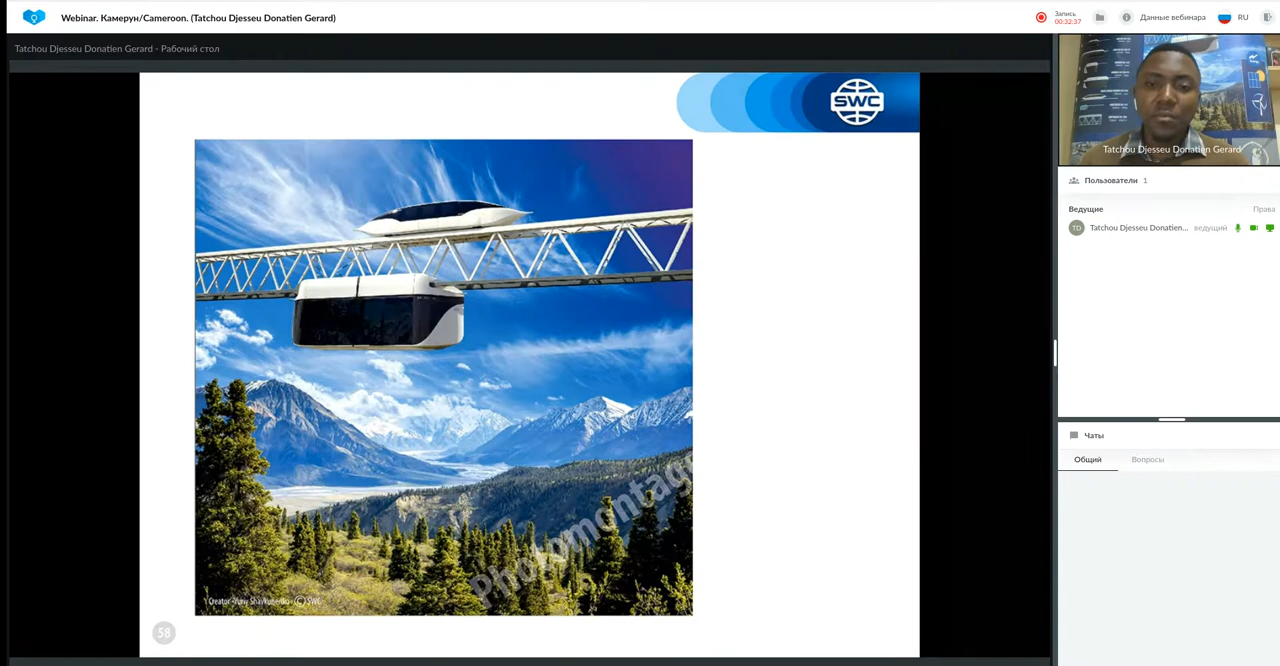 Webinar. Камерун/Cameroon. (Tatchou Djesseu Donatien Gerard)
Запись
00:32:37
Данные вебинара
RU
Tatchou Djesseu Donatien Gerard - Рабочий стол
SWC
Tatchou Djesseu Donatien Gerard
Пользователи 1
Ведущие Права
TD Tatchou Djesseu Donatien... ведущий
Чаты
Общий Вопросы
Photomontag
Creator - Yuriy Shavkunenko - © SWC
58